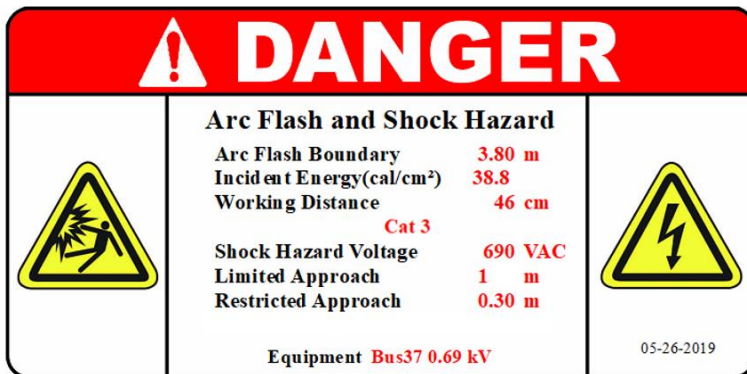 DANGER
Arc Flash and Shock Hazard
Arc Flash Boundary 3.80 m
Incident Energy(cal/cm²) 38.8
Working Distance 46 cm
Cat 3
Shock Hazard Voltage 690 VAC
Limited Approach 1 m
Restricted Approach 0.30 m
Equipment Bus37 0.69 kV
05-26-2019